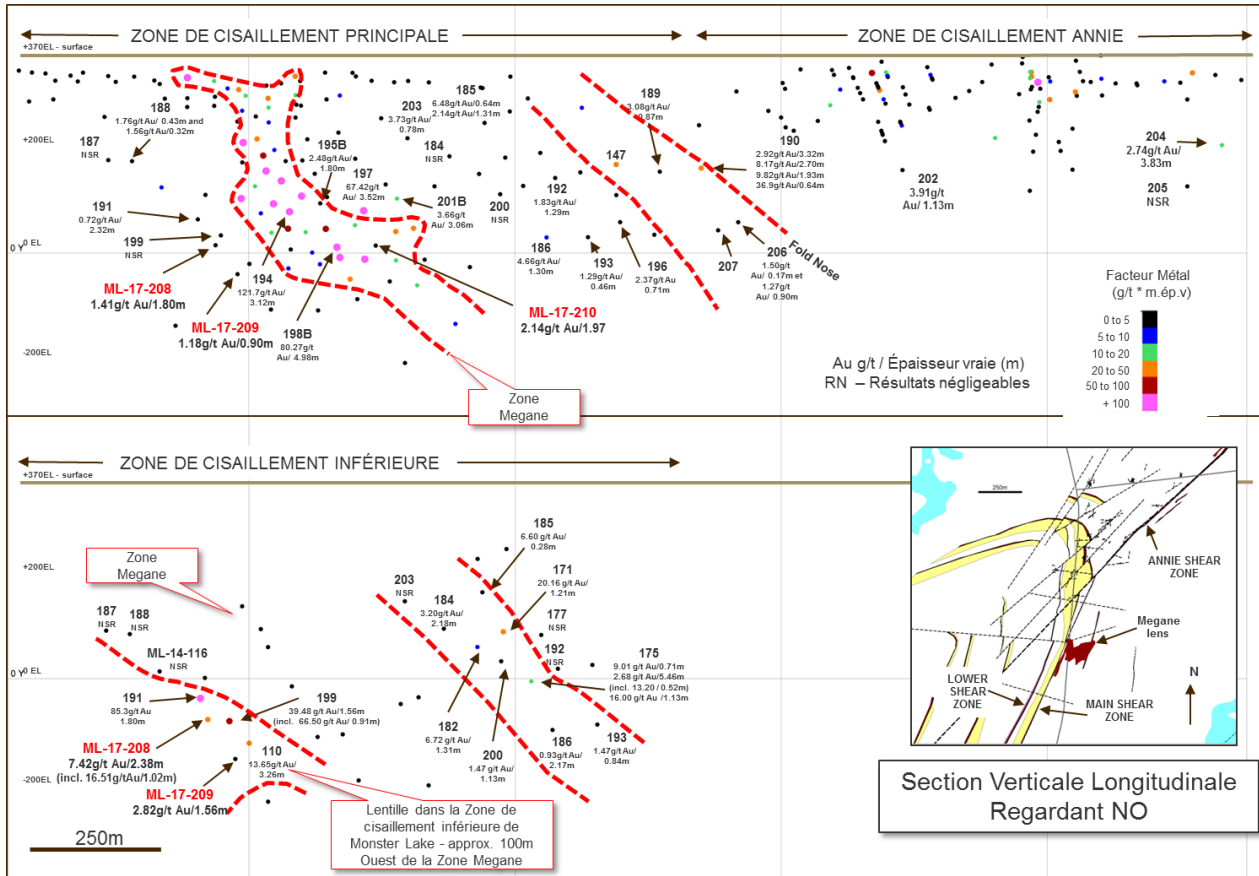 ZONE DE CISAILLEMENT PRINCIPALE
ZONE DE CISAILLEMENT ANNIE
+370EL - surface
185
6.48g/t Au/0.64m
2.14g/t Au/1.31m
188
1.76g/t Au/ 0.43m and
1.56g/t Au/0.32m
203
3.73g/t Au/
0.78m
189
3.08g/t Au/
0.87m
187
NSR
+200EL
195B
2.48g/t Au/
1.80m
184
NSR
190
2.92g/t Au/3.32m
8.17g/t Au/2.70m
9.82g/t Au/1.93m
36.9g/t Au/0.64m
204
2.74g/t Au/
3.83m
147
197
67.42g/t
Au/ 3.52m
202
3.91g/t
Au/ 1.13m
205
NSR
192
1.83g/t Au/
1.29m
201B
3.66g/t
Au/ 3.06m
200
NSR
191
0.72g/t Au/
2.32m
199
NSR
0 Y 0 EL
186
4.66g/t Au/
1.30m
193
1.29g/t Au/
0.46m
196
2.37g/t Au
0.71m
207
206
1.50g/t
Au/ 0.17m et
1.27g/t
Au/ 0.90m
Fold Nose
194
121.7g/t Au/
3.12m
ML-17-208
1.41g/t Au/1.80m
ML-17-209
1.18g/t Au/0.90m
198B
80.27g/t
Au/ 4.98m
ML-17-210
2.14g/t Au/1.97
-200EL
Zone
Megane
Facteur Métal
(g/t * m.ép.v)
0 to 5
5 to 10
10 to 20
20 to 50
50 to 100
+ 100
Au g/t / Épaisseur vraie (m)
RN – Résultats négligeables
ZONE DE CISAILLEMENT INFÉRIEURE
+370EL - surface
Zone
Megane
185
6.60 g/t Au/
0.28m
+200EL
203
NSR
171
20.16 g/t Au/
1.21m
184
3.20g/t Au/
2.18m
187
NSR
188
NSR
177
NSR
192
NSR
175
9.01 g/t Au/0.71m
2.68 g/t Au/5.46m
(incl. 13.20 / 0.52m)
16.00 g/t Au /1.13m
ML-14-116
NSR
0 Y 0 EL
191
85.3g/t Au
1.80m
199
39.48 g/t Au/1.56m
(incl. 66.50 g/t Au/ 0.91m)
182
6.72 g/t Au/
1.31m
200
1.47 g/t Au/
1.13m
186
0.93g/t Au/
2.17m
193
1.47g/t Au/
0.84m
ML-17-208
7.42g/t Au/2.38m
(incl. 16.51g/tAu/1.02m)
110
13.65g/t Au/
3.26m
-200EL
ML-17-209
2.82g/t Au/1.56m
Lentille dans la Zone de
cisaillement inférieure de
Monster Lake - approx. 100m
Ouest de la Zone Megane
250m
250m
ANNIE SHEAR
ZONE
Megane
lens
LOWER
SHEAR
ZONE
MAIN SHEAR
ZONE
N
Section Verticale Longitudinale
Regardant NO